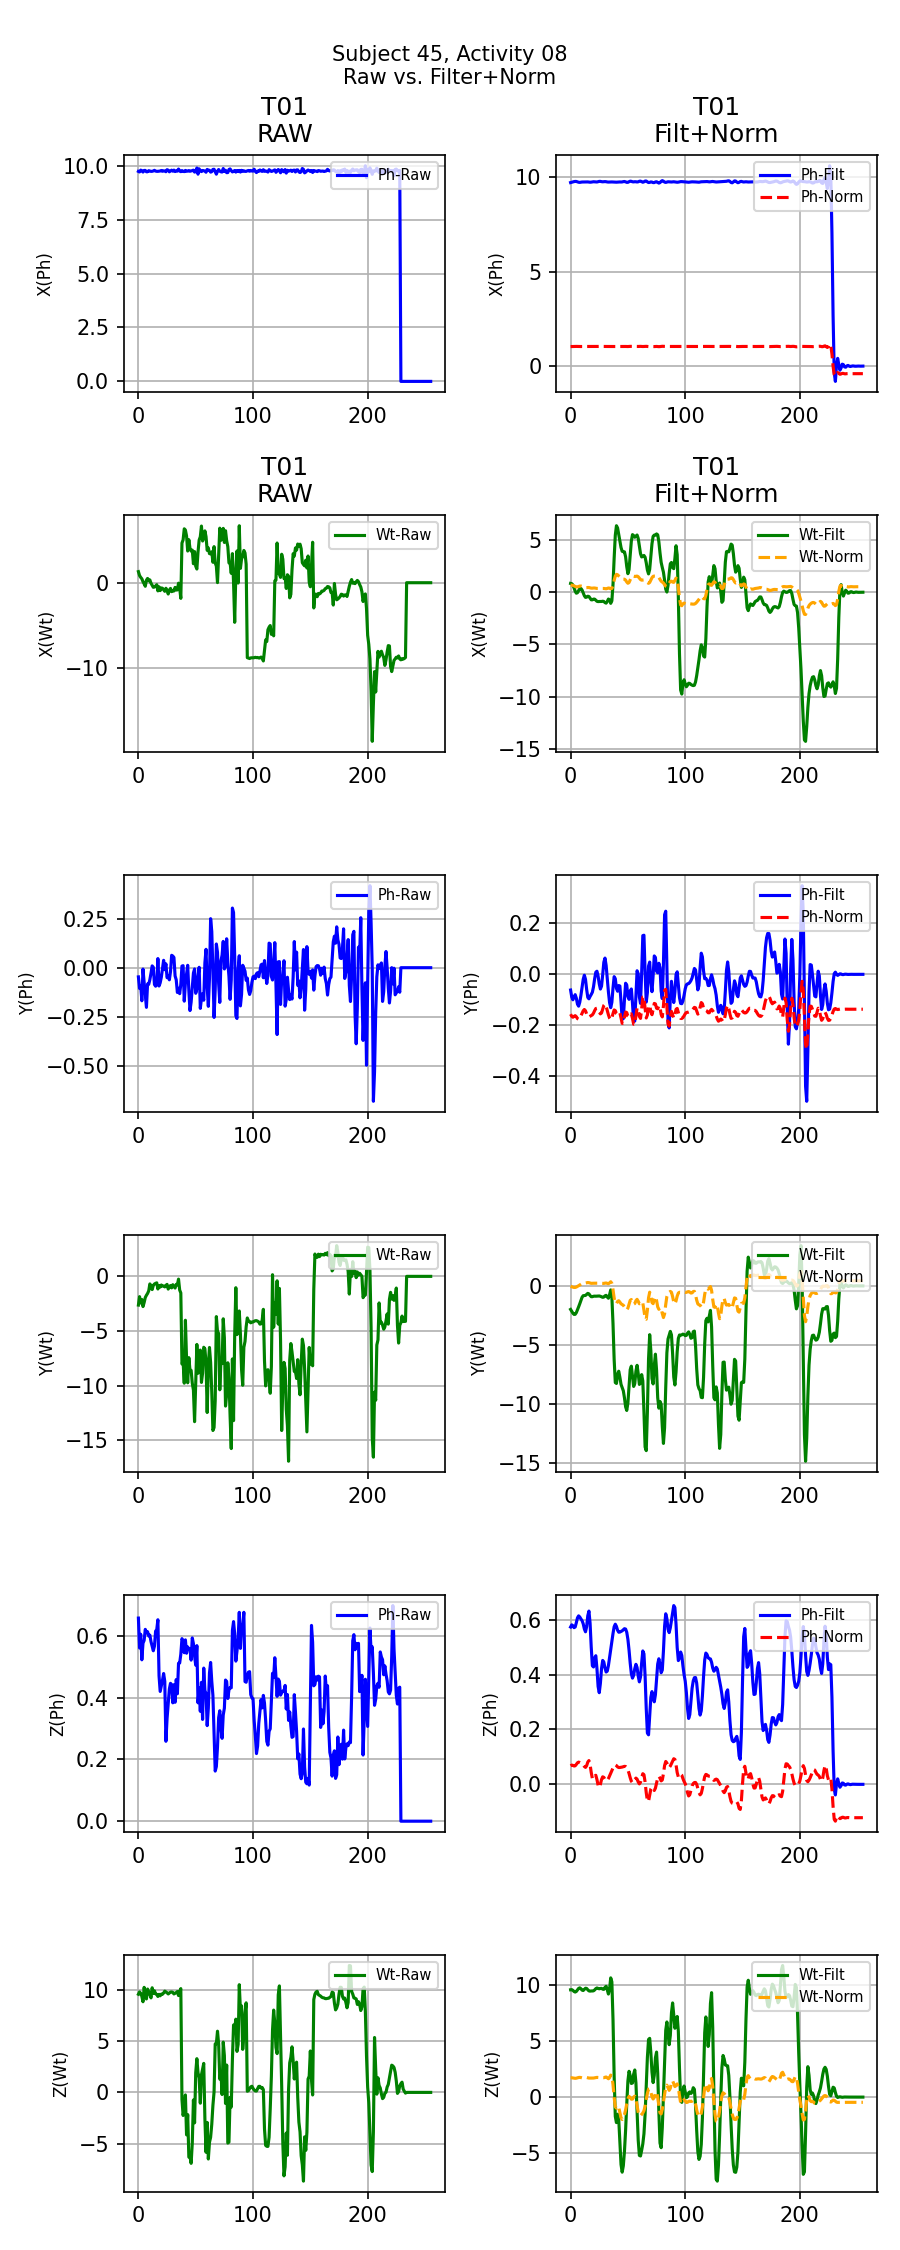 Subject 45, Activity 08
Raw vs. Filter+Norm
T01
RAW
T01
Filt+Norm
X(Ph)
10.0
7.5
5.0
2.5
0.0
0 100 200
Ph-Raw
X(Ph)
10
5
0
0 100 200
Ph-Filt
Ph-Norm
T01
RAW
T01
Filt+Norm
X(Wt)
0
−10
0 100 200
Wt-Raw
X(Wt)
5
0
−5
−10
−15
0 100 200
Wt-Filt
Wt-Norm
Y(Ph)
0.25
0.00
−0.25
−0.50
0 100 200
Ph-Raw
Y(Ph)
0.2
0.0
−0.2
−0.4
0 100 200
Ph-Filt
Ph-Norm
Y(Wt)
0
−5
−10
−15
0 100 200
Wt-Raw
Y(Wt)
0
−5
−10
−15
0 100 200
Wt-Filt
Wt-Norm
Z(Ph)
0.6
0.4
0.2
0.0
0 100 200
Ph-Raw
Z(Ph)
0.6
0.4
0.2
0.0
0 100 200
Ph-Filt
Ph-Norm
Z(Wt)
10
5
0
−5
0 100 200
Wt-Raw
Z(Wt)
10
5
0
−5
0 100 200
Wt-Filt
Wt-Norm